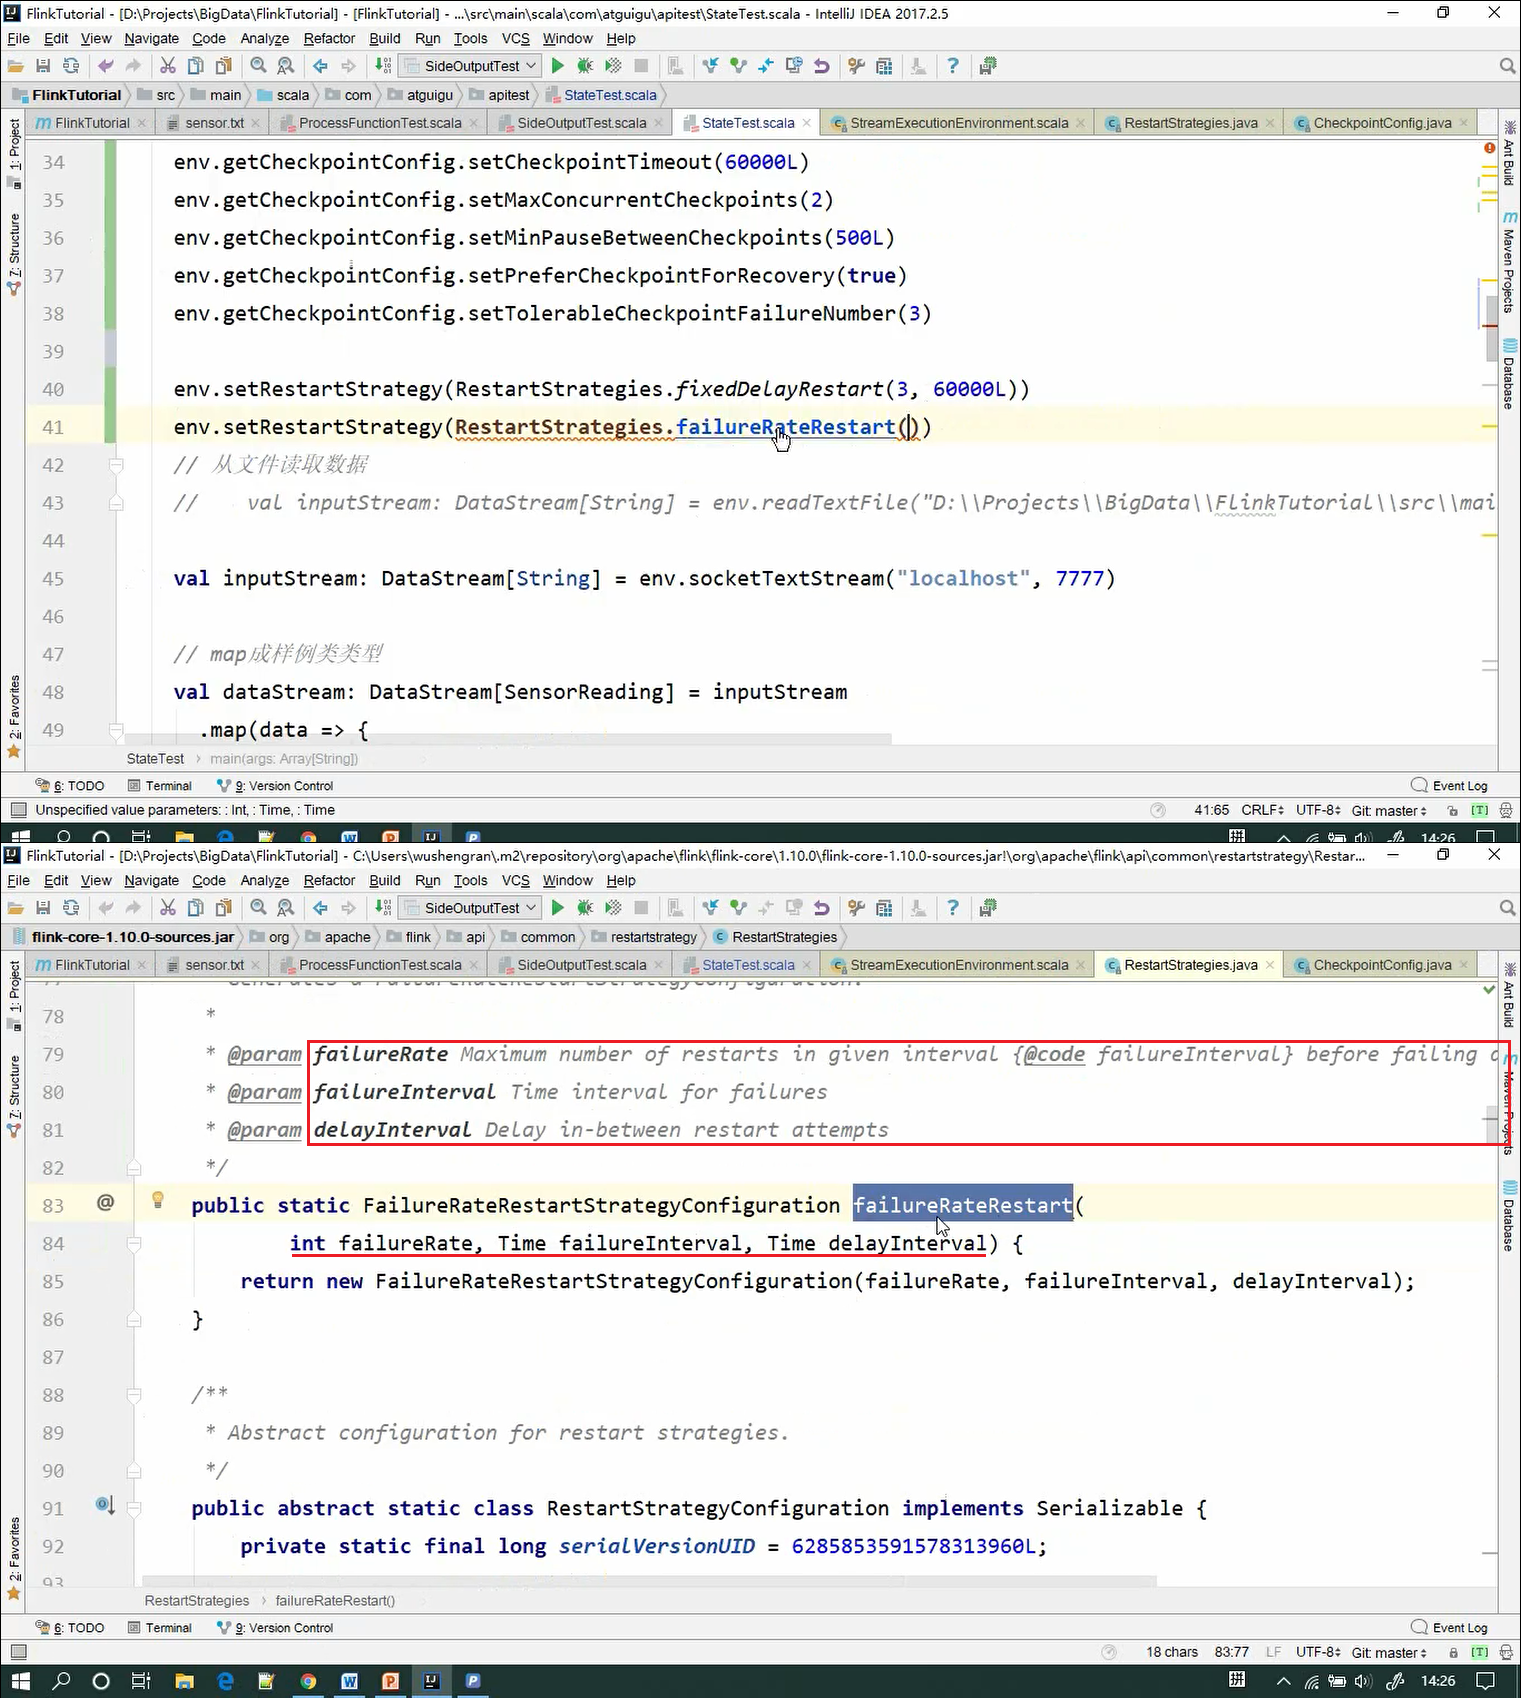 FlinkTutorial - [D:\Projects\BigData\FlinkTutorial] - [FlinkTutorial] - ...\src\main\scala\com\atguigu\apitest\StateTest.scala - IntelliJ IDEA 2017.2.5
File Edit View Navigate Code Analyze Refactor Build Run Tools VCS Window Help
SideOutputTest
FlinkTutorial src main scala com atguigu apitest StateTest.scala
FlinkTutorial sensor.txt ProcessFunctionTest.scala SideOutputTest.scala StateTest.scala StreamExecutionEnvironment.scala RestartStrategies.java CheckpointConfig.java
1: Project
Z: Structure
2: Favorites
Ant Build
Maven Projects
Database
34 env.getCheckpointConfig.setCheckpointTimeout(60000L)
35 env.getCheckpointConfig.setMaxConcurrentCheckpoints(2)
36 env.getCheckpointConfig.setMinPauseBetweenCheckpoints(500L)
37 env.getCheckpointConfig.setPreferCheckpointForRecovery(true)
38 env.getCheckpointConfig.setTolerableCheckpointFailureNumber(3)
39
40 env.setRestartStrategy(RestartStrategies.fixedDelayRestart(3, 60000L))
41 env.setRestartStrategy(RestartStrategies.failureRateRestart())
42 // 从文件读取数据
43 // val inputStream: DataStream[String] = env.readTextFile("D:\\Projects\\BigData\\FlinkTutorial\\src\\mai
44
45 val inputStream: DataStream[String] = env.socketTextStream("localhost", 7777)
46
47 // map成样例类类型
48 val dataStream: DataStream[SensorReading] = inputStream
49 .map(data => {
StateTest main(args: Array[String])
6: TODO Terminal 9: Version Control Event Log
Unspecified value parameters: : Int, : Time, : Time 41:65 CRLF UTF-8 Git: master [T]
拼 14:26
FlinkTutorial - [D:\Projects\BigData\FlinkTutorial] - C:\Users\wushengran\.m2\repository\org\apache\flink\flink-core\1.10.0\flink-core-1.10.0-sources.jar!\org\apache\flink\api\common\restartstrategy\Restar...
File Edit View Navigate Code Analyze Refactor Build Run Tools VCS Window Help
SideOutputTest
flink-core-1.10.0-sources.jar org apache flink api common restartstrategy RestartStrategies
FlinkTutorial sensor.txt ProcessFunctionTest.scala SideOutputTest.scala StateTest.scala StreamExecutionEnvironment.scala RestartStrategies.java CheckpointConfig.java
1: Project
Z: Structure
2: Favorites
Ant Build
Maven Projects
Database
77 * Generates a FailureRateRestartStrategyConfiguration.
78 *
79 * @param failureRate Maximum number of restarts in given interval {@code failureInterval} before failing a
80 * @param failureInterval Time interval for failures
81 * @param delayInterval Delay in-between restart attempts
82 */
83 public static FailureRateRestartStrategyConfiguration failureRateRestart(
84 int failureRate, Time failureInterval, Time delayInterval) {
85 return new FailureRateRestartStrategyConfiguration(failureRate, failureInterval, delayInterval);
86 }
87
88 /**
89 * Abstract configuration for restart strategies.
90 */
91 public abstract static class RestartStrategyConfiguration implements Serializable {
92 private static final long serialVersionUID = 6285853591578313960L;
93
RestartStrategies failureRateRestart()
6: TODO Terminal 9: Version Control Event Log
18 chars 83:77 LF UTF-8 Git: master [T]
拼 14:26